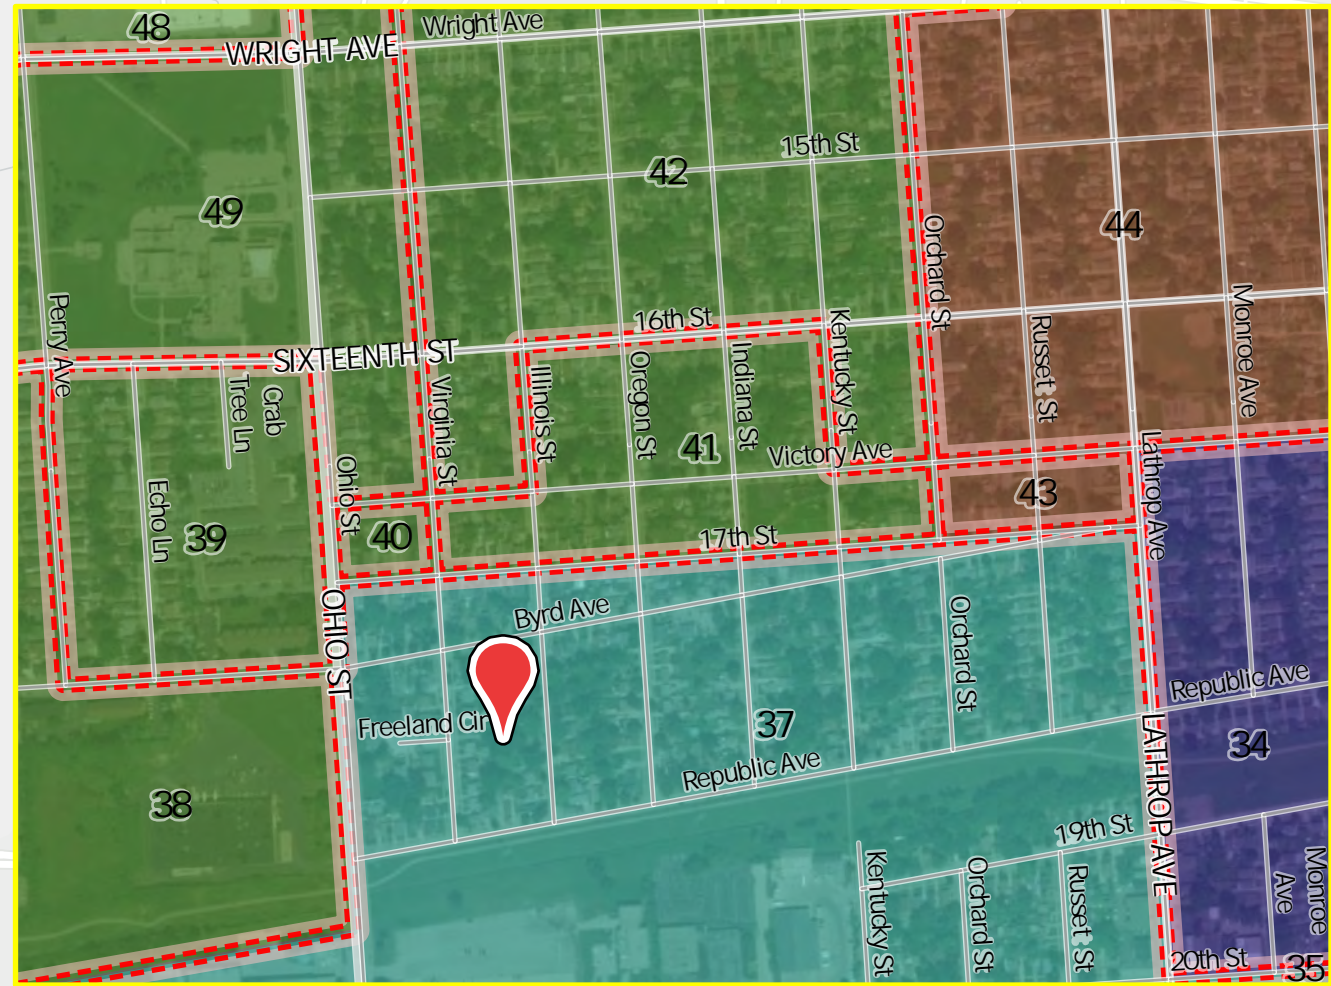 48
WRIGHT AVE
Wright Ave
15th St
42
49
44
Orchard St
Perry Ave
16th St
Kentucky St
Russet St
Monroe Ave
SIXTEENTH ST
Tree Ln
Crab
Virginia St
Illinois St
Oregon St
Indiana St
41
Victory Ave
Lathrop Ave
Ohio St
Echo Ln
39
40
43
17th St
OHIO ST
Byrd Ave
Orchard St
Republic Ave
Freeland Cir
37
34
Republic Ave
LATHROP AVE
38
19th St
Kentucky St
Orchard St
Russet St
Monroe
Ave
20th St
35